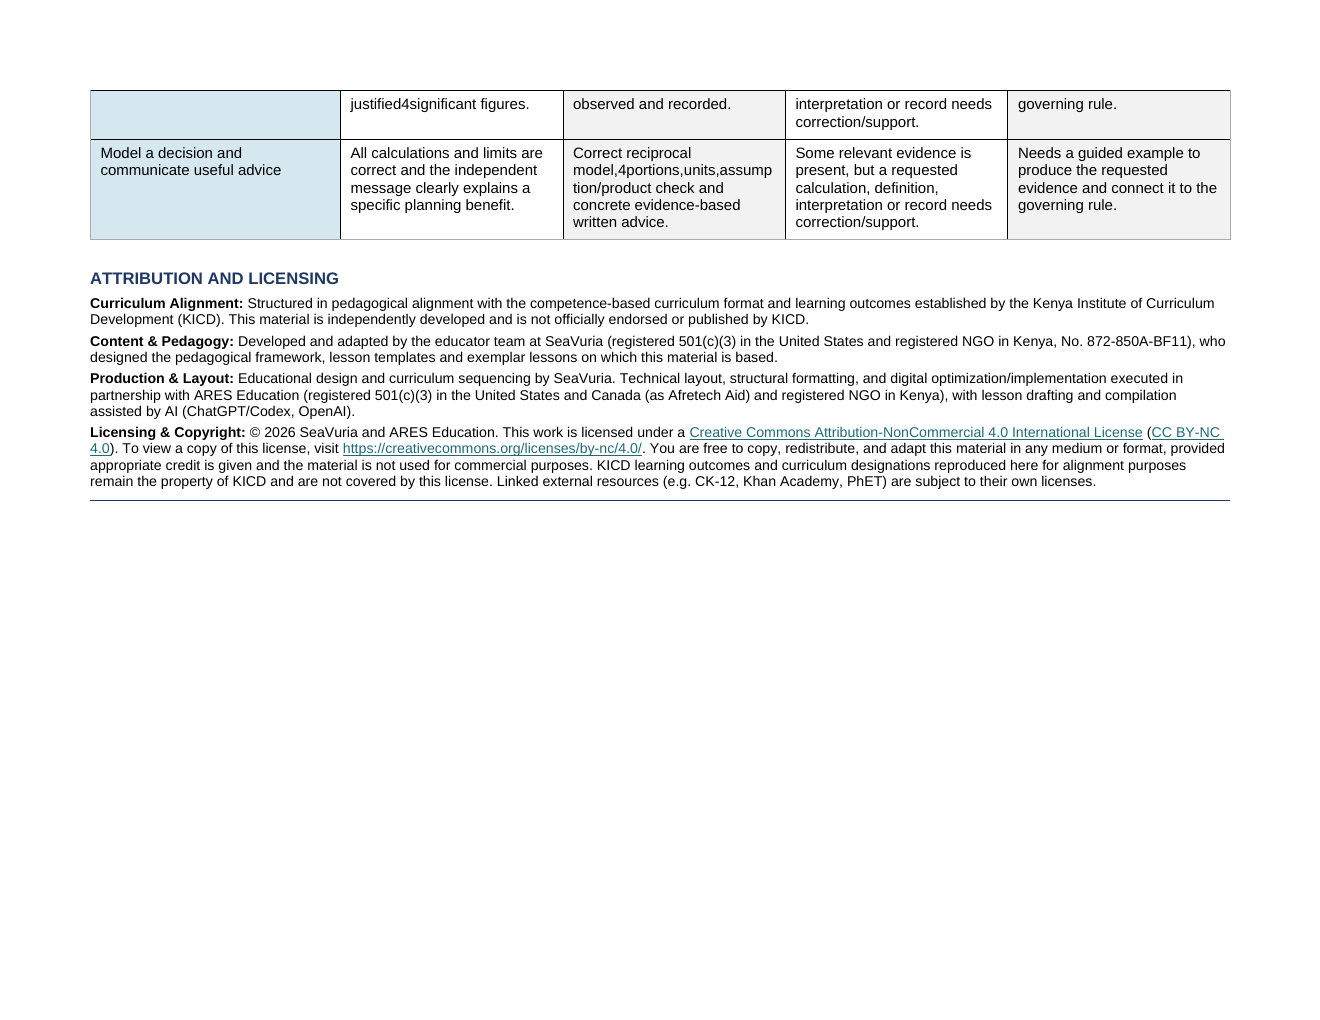 justified4significant figures.
observed and recorded.
interpretation or record needs
correction/support.
governing rule.
Model a decision and
communicate useful advice
All calculations and limits are
correct and the independent
message clearly explains a
specific planning benefit.
Correct reciprocal
model,4portions,units,assump
tion/product check and
concrete evidence-based
written advice.
Some relevant evidence is
present, but a requested
calculation, definition,
interpretation or record needs
correction/support.
Needs a guided example to
produce the requested
evidence and connect it to the
governing rule.
ATTRIBUTION AND LICENSING
Curriculum Alignment: Structured in pedagogical alignment with the competence-based curriculum format and learning outcomes established by the Kenya Institute of Curriculum
Development (KICD). This material is independently developed and is not officially endorsed or published by KICD.
Content & Pedagogy: Developed and adapted by the educator team at SeaVuria (registered 501(c)(3) in the United States and registered NGO in Kenya, No. 872-850A-BF11), who
designed the pedagogical framework, lesson templates and exemplar lessons on which this material is based.
Production & Layout: Educational design and curriculum sequencing by SeaVuria. Technical layout, structural formatting, and digital optimization/implementation executed in
partnership with ARES Education (registered 501(c)(3) in the United States and Canada (as Afretech Aid) and registered NGO in Kenya), with lesson drafting and compilation
assisted by AI (ChatGPT/Codex, OpenAI).
Licensing & Copyright: © 2026 SeaVuria and ARES Education. This work is licensed under a Creative Commons Attribution-NonCommercial 4.0 International License (CC BY-NC
4.0). To view a copy of this license, visit https://creativecommons.org/licenses/by-nc/4.0/. You are free to copy, redistribute, and adapt this material in any medium or format, provided
appropriate credit is given and the material is not used for commercial purposes. KICD learning outcomes and curriculum designations reproduced here for alignment purposes
remain the property of KICD and are not covered by this license. Linked external resources (e.g. CK-12, Khan Academy, PhET) are subject to their own licenses.